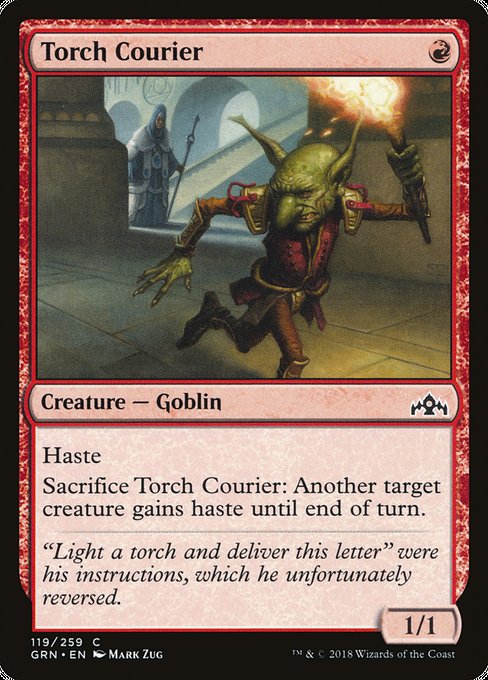 Torch Courier
Creature — Goblin
Haste
Sacrifice Torch Courier: Another target
creature gains haste until end of turn.
“Light a torch and deliver this letter” were
his instructions, which he unfortunately
reversed.
1/1
119/259 C
GRN • EN Mark Zug
™ & © 2018 Wizards of the Coast